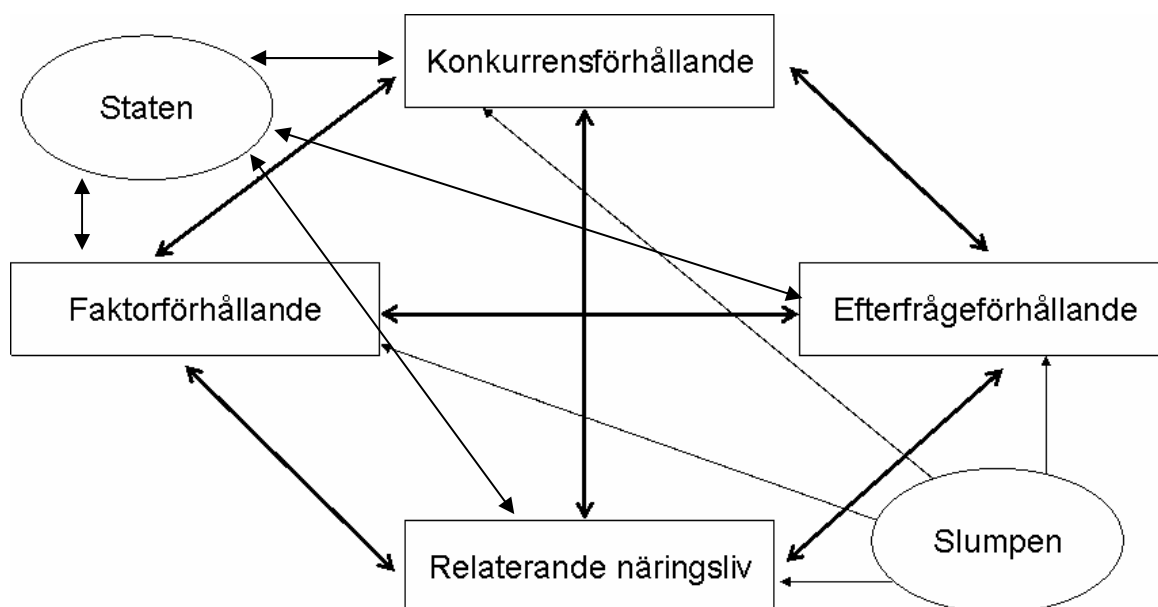 Konkurrensförhållande
Staten
Faktorförhållande
Efterfrågeförhållande
Relaterande näringsliv
Slumpen